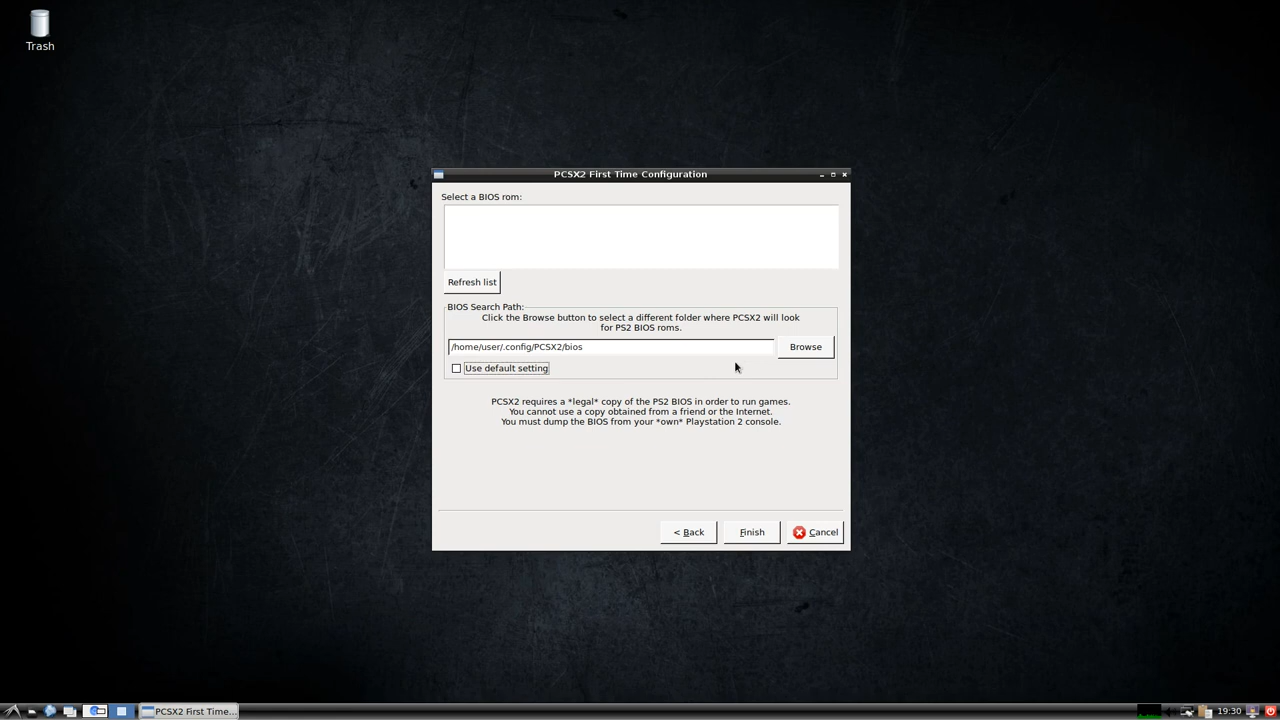 Trash
PCSX2 First Time Configuration
Select a BIOS rom:
Refresh list
BIOS Search Path:
Click the Browse button to select a different folder where PCSX2 will look
for PS2 BIOS roms.
/home/user/.config/PCSX2/bios
Browse
Use default setting
PCSX2 requires a *legal* copy of the PS2 BIOS in order to run games.
You cannot use a copy obtained from a friend or the Internet.
You must dump the BIOS from your *own* Playstation 2 console.
< Back
Finish
Cancel
PCSX2 First Time...
19:30